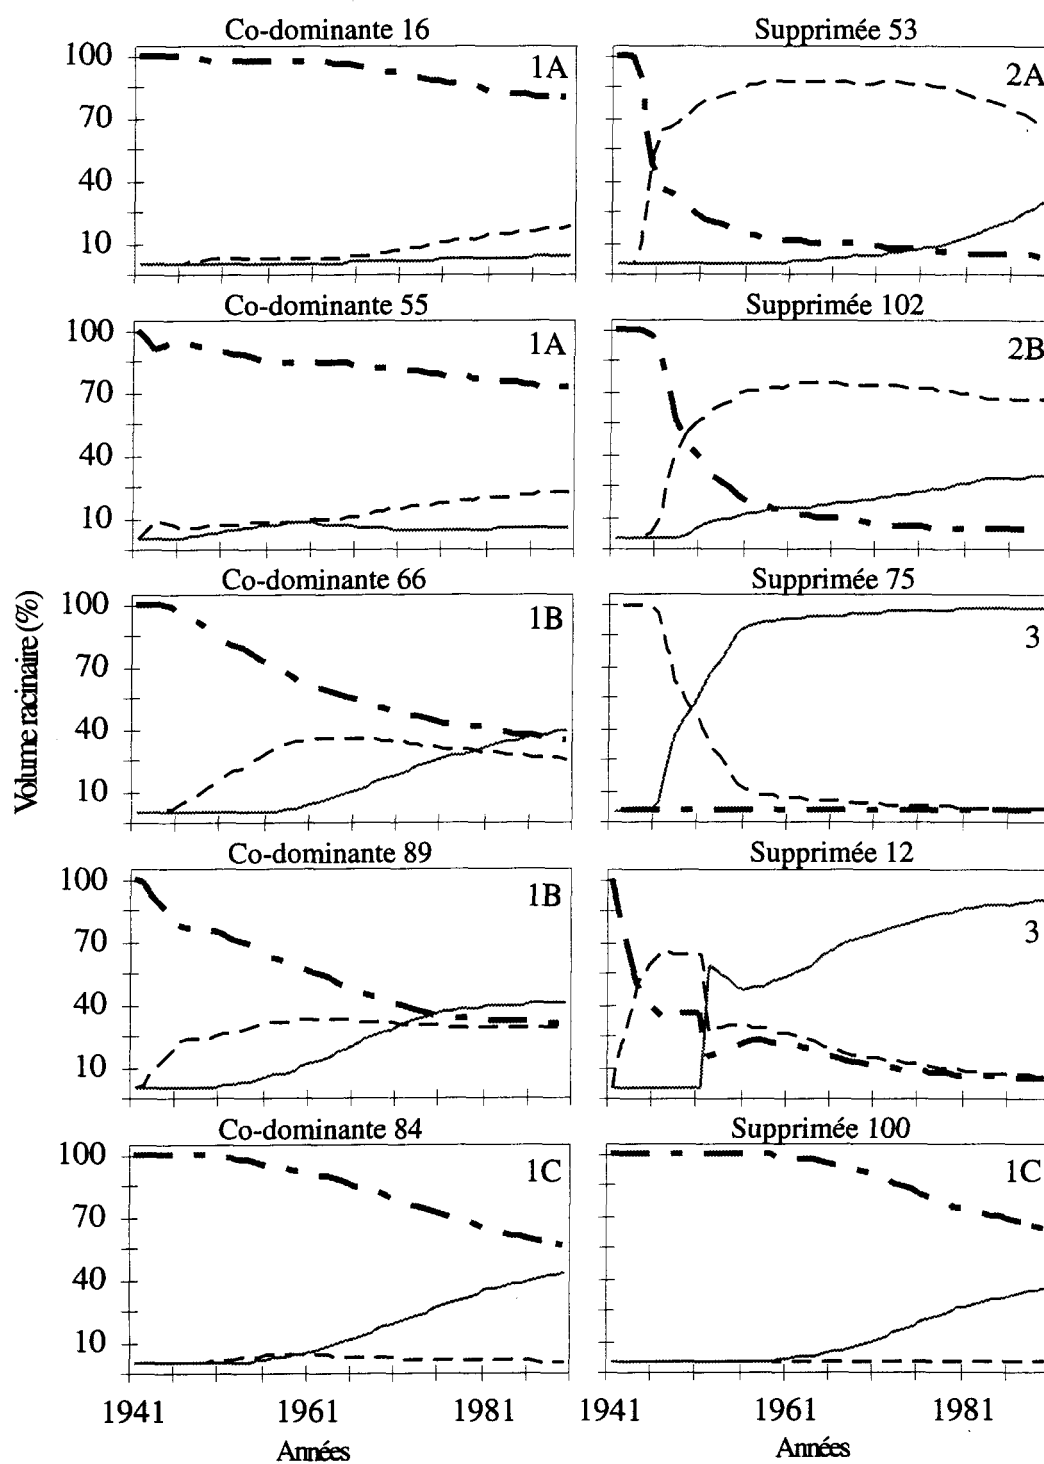 Co-dominante 16
Supprimée 53
100
70
40
10
1A
2A
Co-dominante 55
Supprimée 102
100
70
40
10
1A
2B
Co-dominante 66
Supprimée 75
100
70
40
10
1B
3
Volume racinaire (%)
Co-dominante 89
Supprimée 12
100
70
40
10
1B
3
Co-dominante 84
Supprimée 100
100
70
40
10
1C
1C
1941
1961
1981
1941
1961
1981
Années
Années